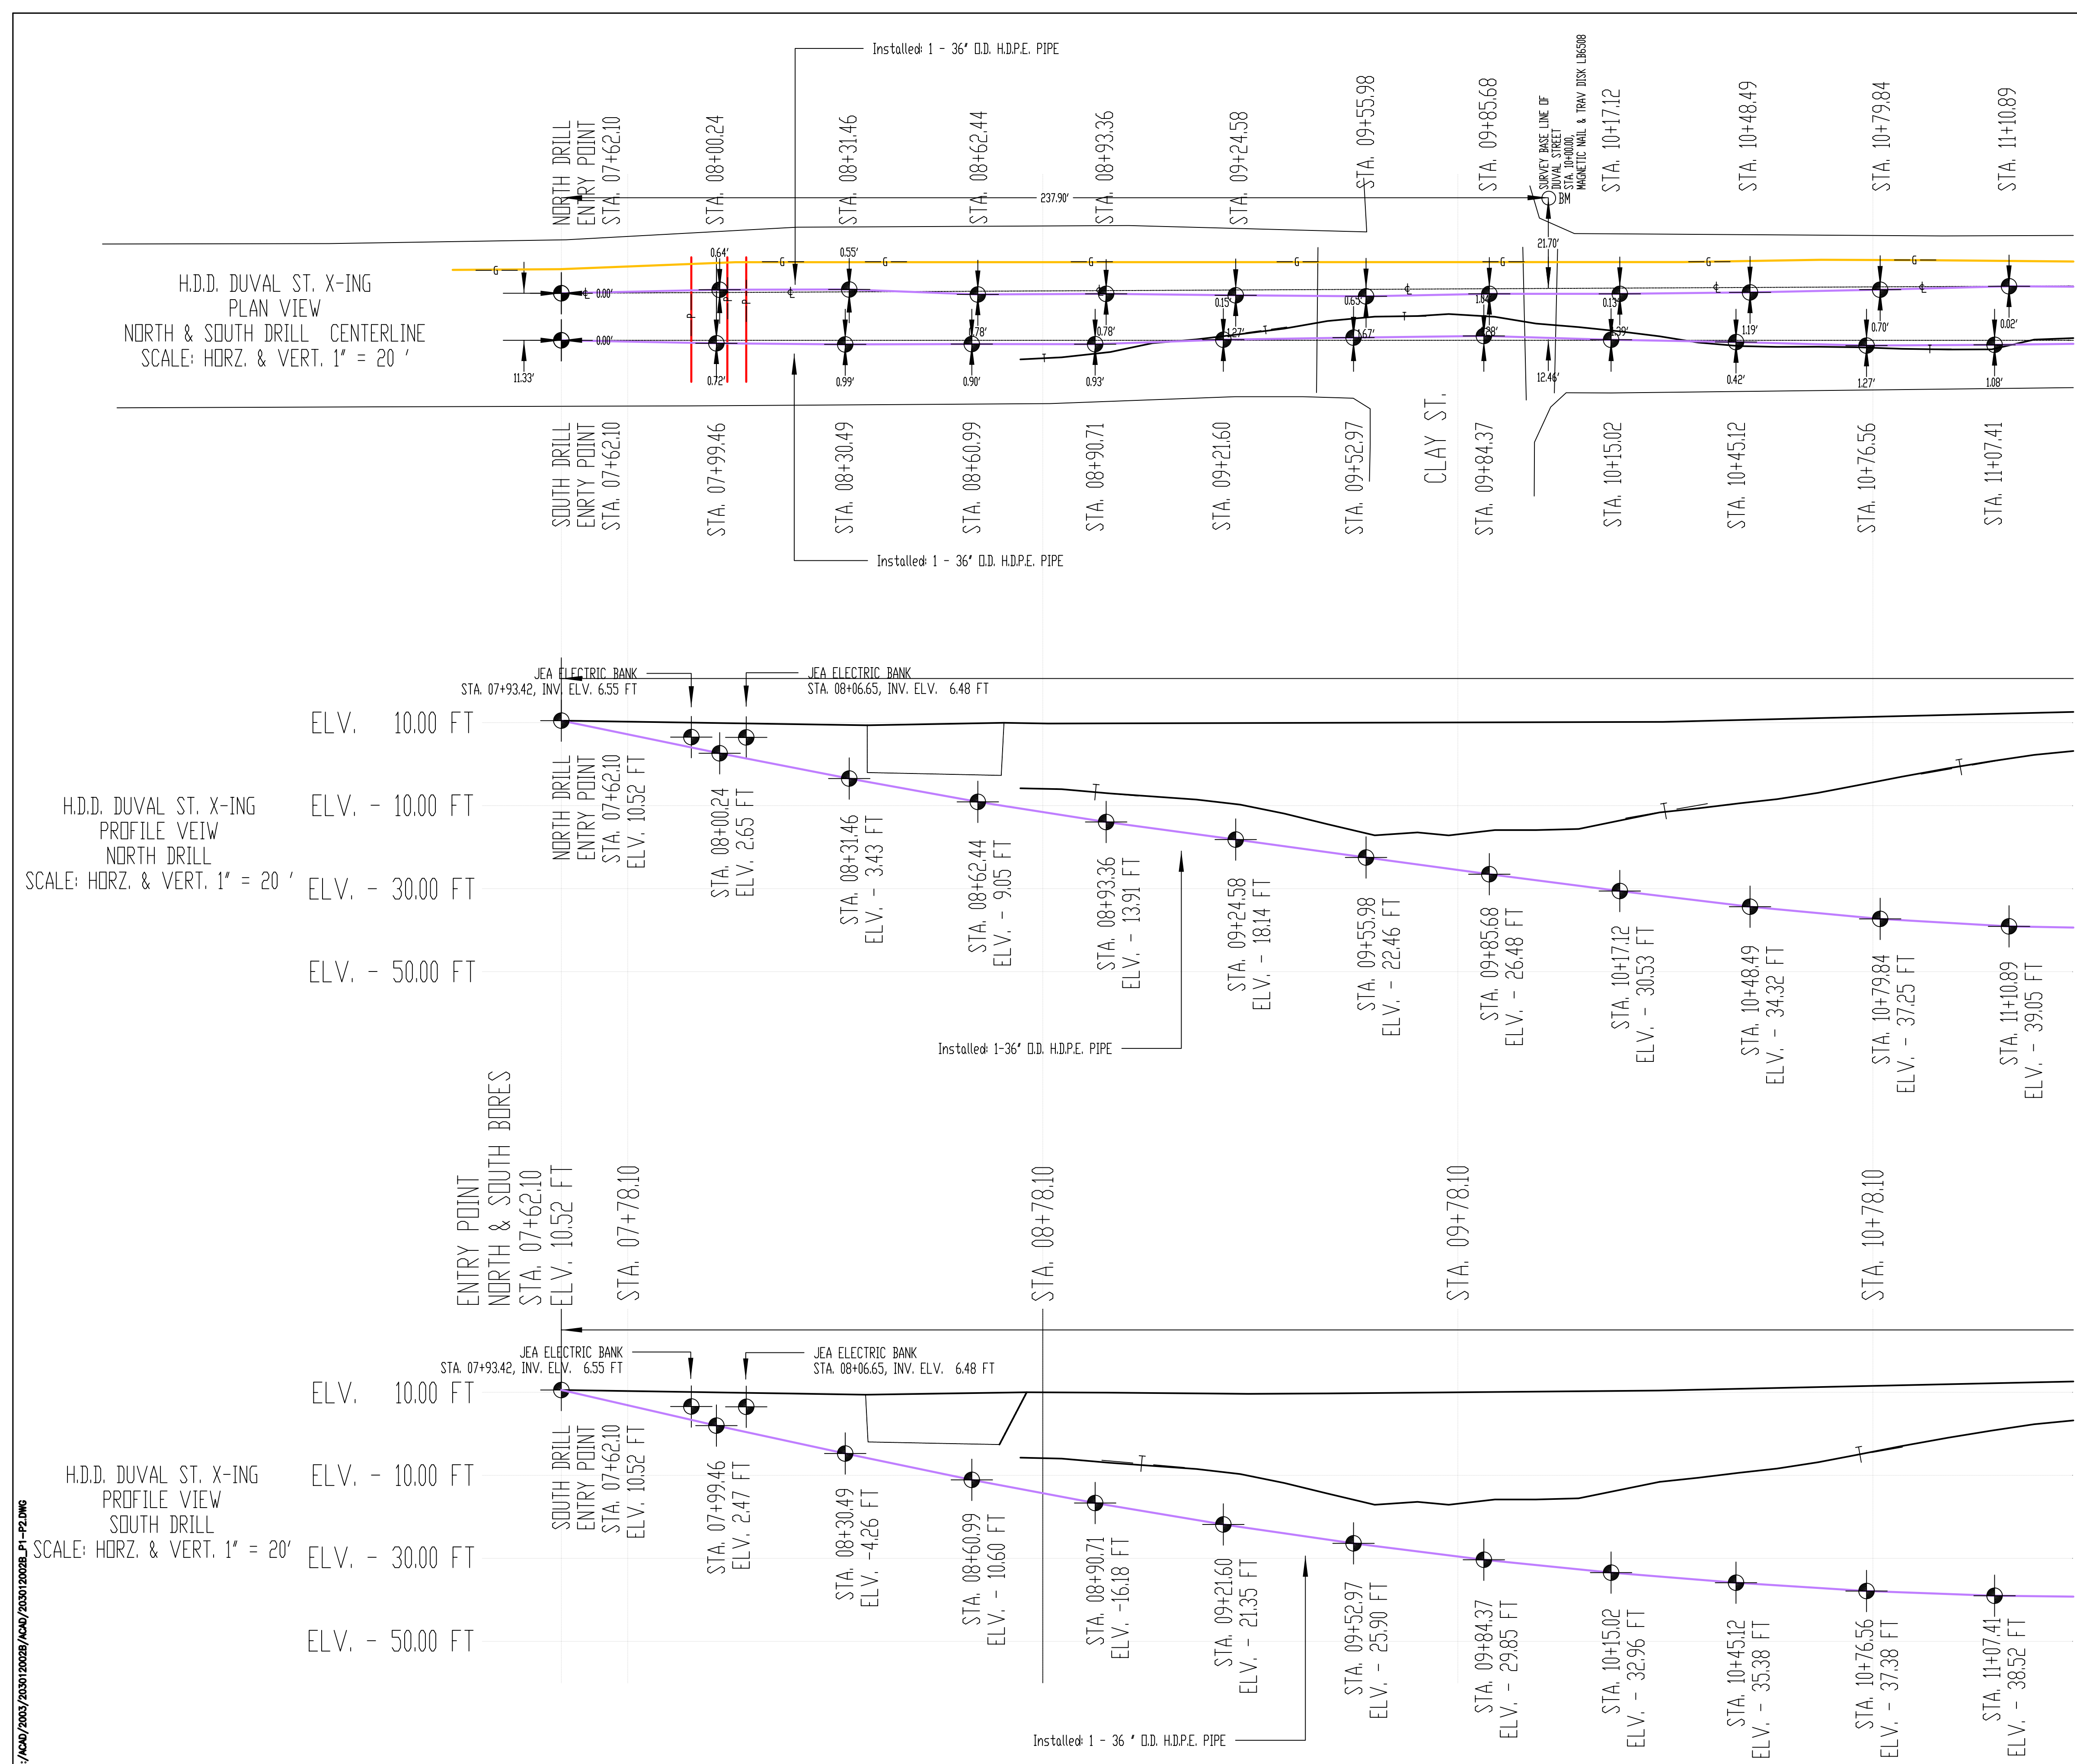 Installed: 1 - 36" O.D. H.D.P.E. PIPE
NORTH DRILL
ENTRY POINT
STA. 07+62.10
STA. 08+00.24
STA. 08+31.46
STA. 08+62.44
STA. 08+93.36
STA. 09+24.58
STA. 09+55.98
STA. 09+85.68
SURVEY BASE LINE OF
DUVAL STREET
STA. 10+00.00,
MAGNETIC NAIL & TRAV DISK LB6508
STA. 10+17.12
STA. 10+48.49
STA. 10+79.84
STA. 11+10.89
237.90'
BM
H.D.D. DUVAL ST. X-ING
PLAN VIEW
NORTH & SOUTH DRILL CENTERLINE
SCALE: HORZ. & VERT. 1" = 20 '
0.64'
0.55'
21.70'
G
G
G
G
G
G
G
G
0.00'
P
P
P
0.15'
0.65'
0.13'
0.00'
0.78'
0.78'
1.27'
1.67'
1.19'
0.70'
0.02'
T
T
T
T
11.33'
0.72'
0.99'
0.90'
0.93'
12.46'
0.42'
1.27'
1.08'
SOUTH DRILL
ENRTY POINT
STA. 07+62.10
STA. 07+99.46
STA. 08+30.49
STA. 08+60.99
STA. 08+90.71
STA. 09+21.60
STA. 09+52.97
CLAY ST.
STA. 09+84.37
STA. 10+15.02
STA. 10+45.12
STA. 10+76.56
STA. 11+07.41
Installed: 1 - 36" O.D. H.D.P.E. PIPE
JEA ELECTRIC BANK
STA. 07+93.42, INV. ELV. 6.55 FT
JEA ELECTRIC BANK
STA. 08+06.65, INV. ELV. 6.48 FT
ELV. 10.00 FT
ELV. - 10.00 FT
ELV. - 30.00 FT
ELV. - 50.00 FT
H.D.D. DUVAL ST. X-ING
PROFILE VEIW
NORTH DRILL
SCALE: HORZ. & VERT. 1" = 20 '
NORTH DRILL
ENTRY POINT
STA. 07+62.10
ELV. 10.52 FT
STA. 08+00.24
ELV. 2.65 FT
STA. 08+31.46
ELV. - 3.43 FT
STA. 08+62.44
ELV. - 9.05 FT
STA. 08+93.36
ELV. - 13.91 FT
STA. 09+24.58
ELV. - 18.14 FT
STA. 09+55.98
ELV. - 22.46 FT
STA. 09+85.68
ELV. - 26.48 FT
STA. 10+17.12
ELV. - 30.53 FT
STA. 10+48.49
ELV. - 34.32 FT
STA. 10+79.84
ELV. - 37.25 FT
STA. 11+10.89
ELV. - 39.05 FT
T
T
T
Installed: 1-36" O.D. H.D.P.E. PIPE
ENTRY POINT
NORTH & SOUTH BORES
STA. 07+62.10
ELV. 10.52 FT
STA. 07+78.10
STA. 08+78.10
STA. 09+78.10
STA. 10+78.10
JEA ELECTRIC BANK
STA. 07+93.42, INV. ELV. 6.55 FT
JEA ELECTRIC BANK
STA. 08+06.65, INV. ELV. 6.48 FT
ELV. 10.00 FT
ELV. - 10.00 FT
ELV. - 30.00 FT
ELV. - 50.00 FT
H.D.D. DUVAL ST. X-ING
PROFILE VIEW
SOUTH DRILL
SCALE: HORZ. & VERT. 1" = 20'
SOUTH DRILL
ENTRY POINT
STA. 07+62.10
ELV. 10.52 FT
STA. 07+99.46
ELV. 2.47 FT
STA. 08+30.49
ELV. -4.26 FT
STA. 08+60.99
ELV. - 10.60 FT
STA. 08+90.71
ELV. -16.18 FT
STA. 09+21.60
ELV. - 21.35 FT
STA. 09+52.97
ELV. - 25.90 FT
STA. 09+84.37
ELV. - 29.85 FT
STA. 10+15.02
ELV. - 32.96 FT
STA. 10+45.12
ELV. - 35.38 FT
STA. 10+76.56
ELV. - 37.38 FT
STA. 11+07.41
ELV. - 38.52 FT
T
T
Installed: 1 - 36 " O.D. H.D.P.E. PIPE
:/ACAD/2003/203012002B/ACAD/203012002B_P1-P2.DWG